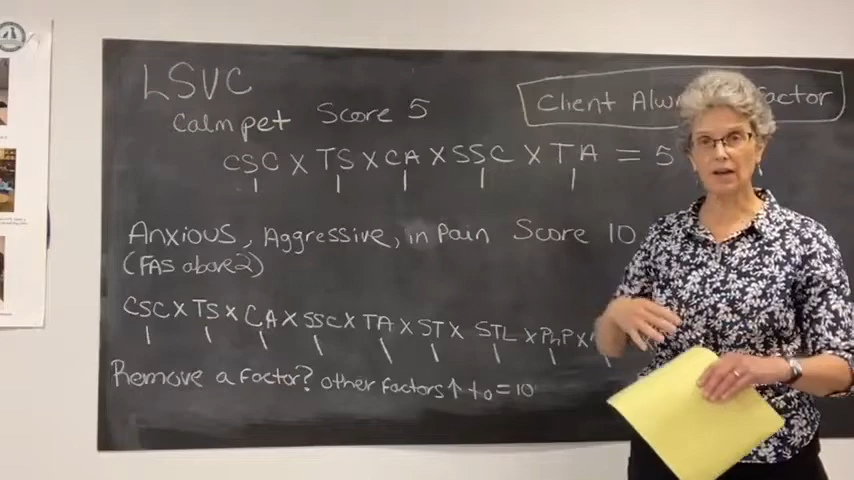 LSVC
Client Alw actor
Calm pet Score 5
CSC x TS x CA x SSC x TA = 5
Anxious, Aggressive, in Pain Score 10
(FAS above 2)
CSC x TS x CA x SSC x TA x ST x STL x PhP x
Remove a Factor? other factors ↑ to = 10